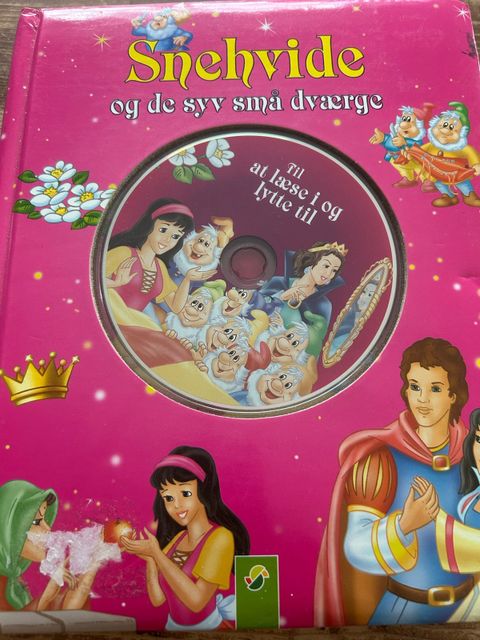 Snehvide
og de syv små dværge
Til
at læse i og
lytte til